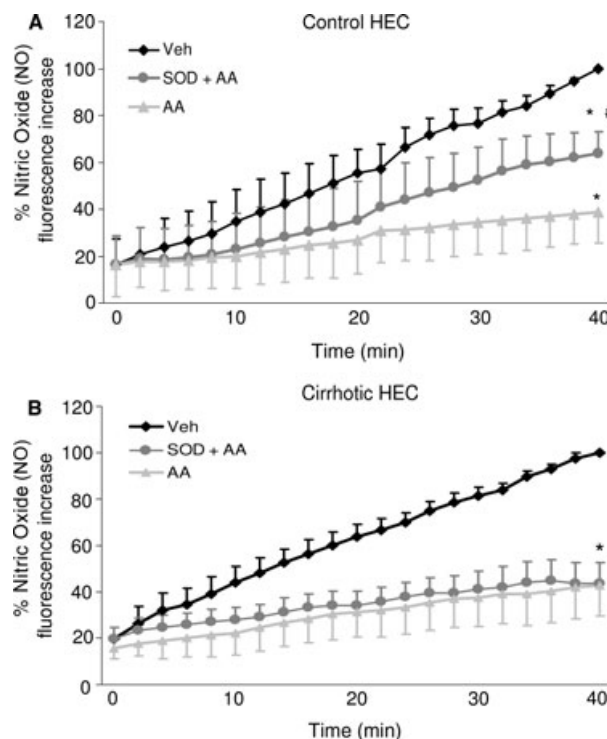 A
Control HEC
120
100
80
60
40
20
0
% Nitric Oxide (NO)
fluorescence increase
Veh
SOD + AA
AA
*
*
0 10 20 30 40
Time (min)
B
Cirrhotic HEC
120
100
80
60
40
20
0
% Nitric Oxide (NO)
fluorescence increase
Veh
SOD + AA
AA
*
0 10 20 30 40
Time (min)